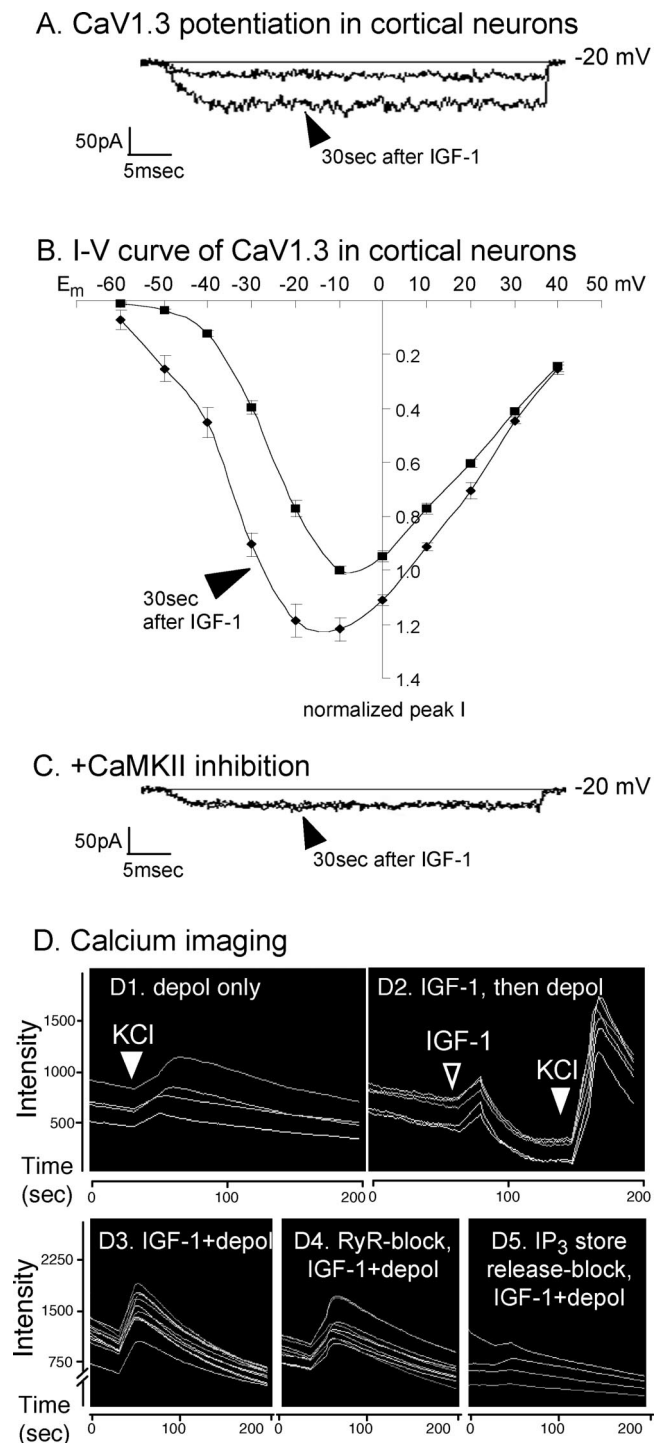 A. CaV1.3 potentiation in cortical neurons
-20 mV
50pA
5msec
30sec after IGF-1
B. I-V curve of CaV1.3 in cortical neurons
Em -60 -50 -40 -30 -20 -10 0 10 20 30 40 50 mV
0.2
0.4
0.6
0.8
1.0
1.2
1.4
30sec
after IGF-1
normalized peak I
C. +CaMKII inhibition
-20 mV
50pA
5msec
30sec after IGF-1
D. Calcium imaging
D1. depol only
KCl
D2. IGF-1, then depol
IGF-1
KCl
Intensity
1500
1000
500
Time
(sec)
0 100 200
0 100 200
D3. IGF-1+depol
D4. RyR-block,
IGF-1+depol
D5. IP3 store
release-block,
IGF-1+depol
Intensity
2250
1500
750
Time
(sec)
0 100 200
0 100 200
0 100 200